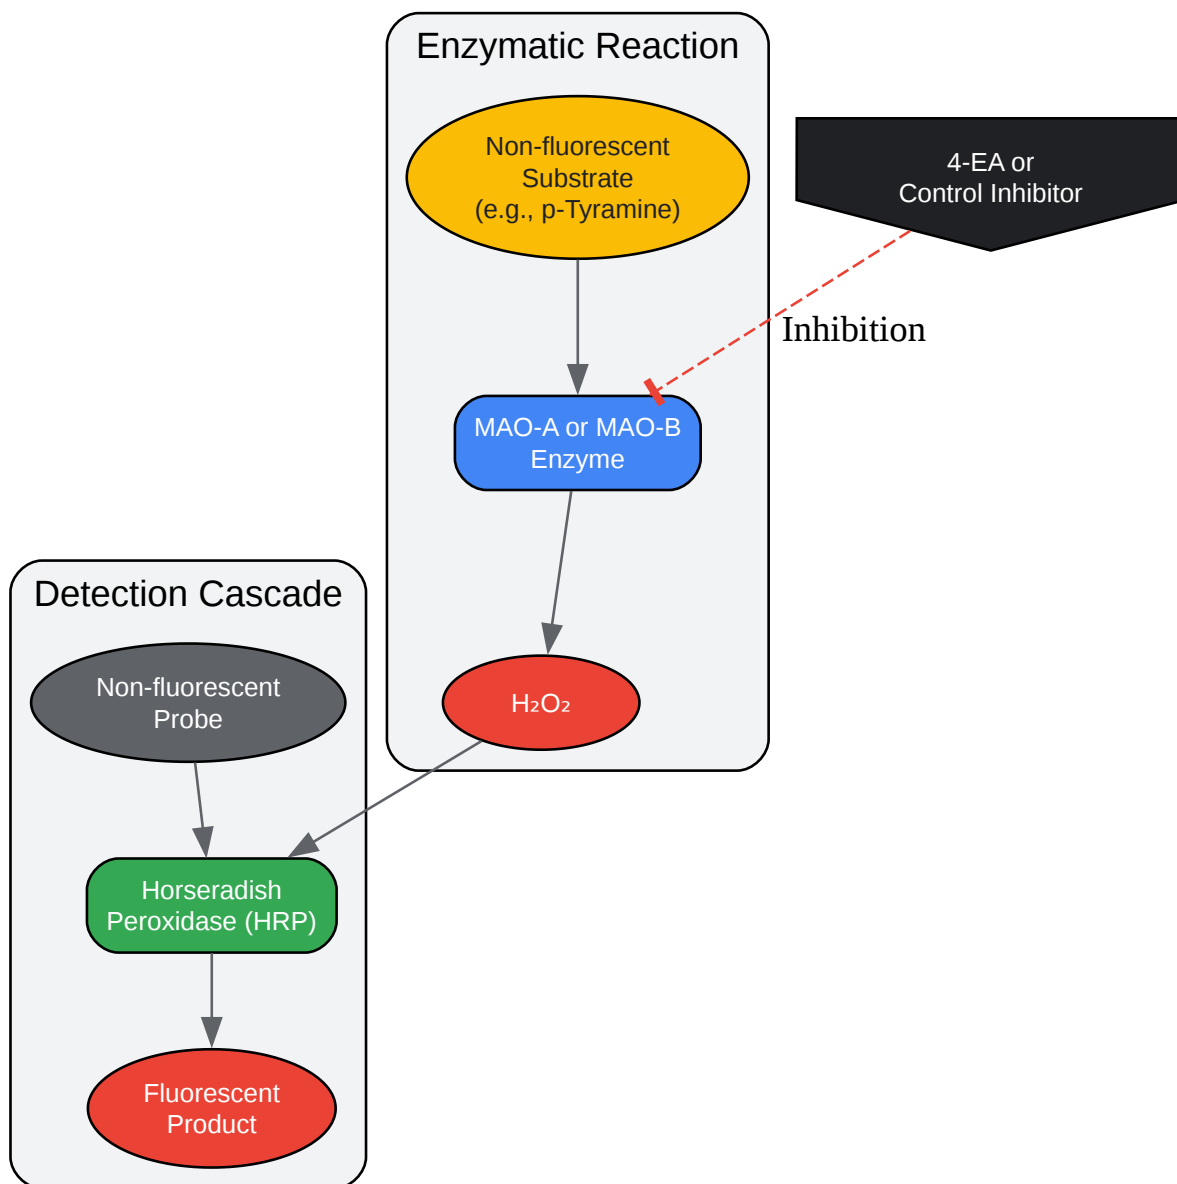 Enzymatic Reaction
Non-fluorescent
Substrate
(e.g., p-Tyramine)
4-EA or
Control Inhibitor
Inhibition
MAO-A or MAO-B
Enzyme
H₂O₂
Detection Cascade
Non-fluorescent
Probe
Horseradish
Peroxidase (HRP)
Fluorescent
Product